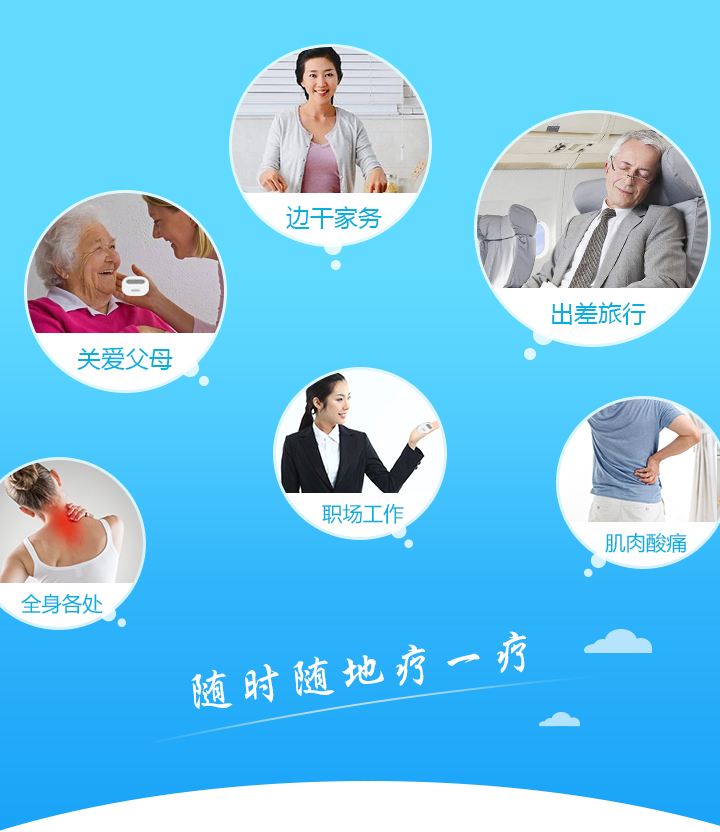 边干家务
出差旅行
关爱父母
职场工作
肌肉酸痛
全身各处
随时随地疗一疗